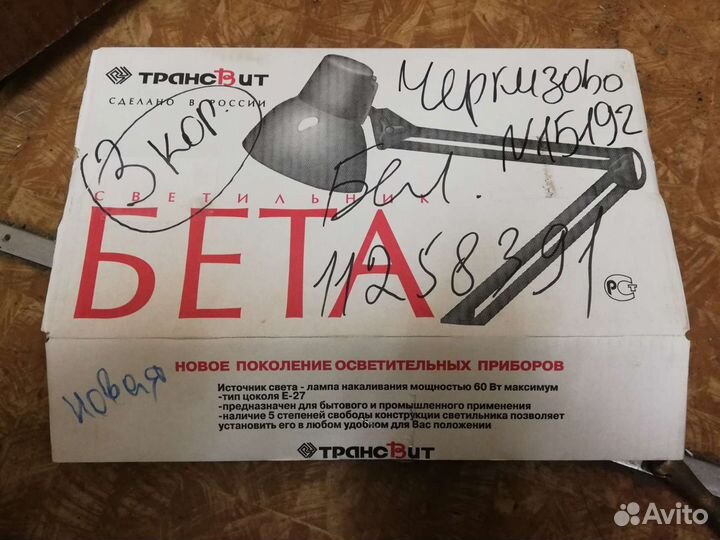 ТРАНСВИТ
СДЕЛАНО В РОССИИ
Черкизово
N1Б192
3 кор.
Бел.
СВЕТИЛЬНИК
БЕТА
11258391
РСТ
новая
НОВОЕ ПОКОЛЕНИЕ ОСВЕТИТЕЛЬНЫХ ПРИБОРОВ
Источник света - лампа накаливания мощностью 60 Вт максимум
-тип цоколя Е-27
-предназначен для бытового и промышленного применения
-наличие 5 степеней свободы конструкции светильника позволяет
установить его в любом удобном для Вас положении
ТРАНСВИТ
Avito